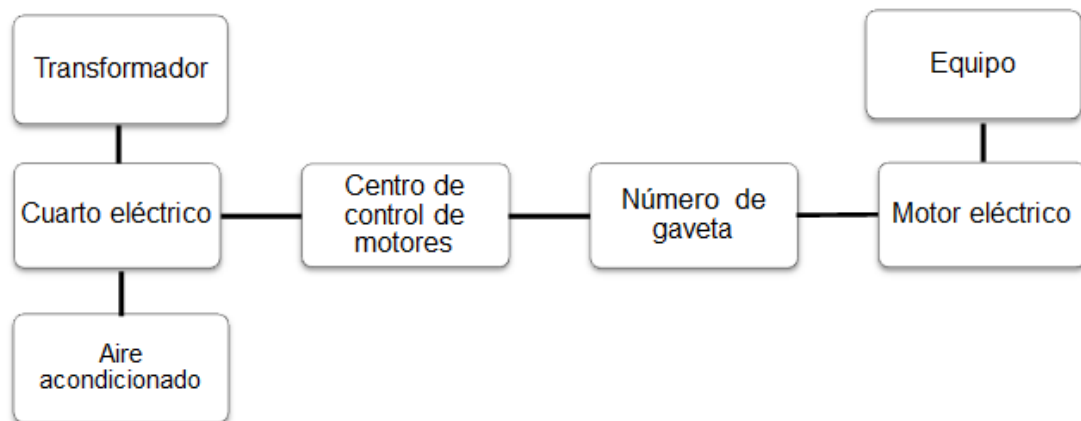 Transformador
Equipo
Cuarto eléctrico
Centro de
control de
motores
Número de
gaveta
Motor eléctrico
Aire
acondicionado